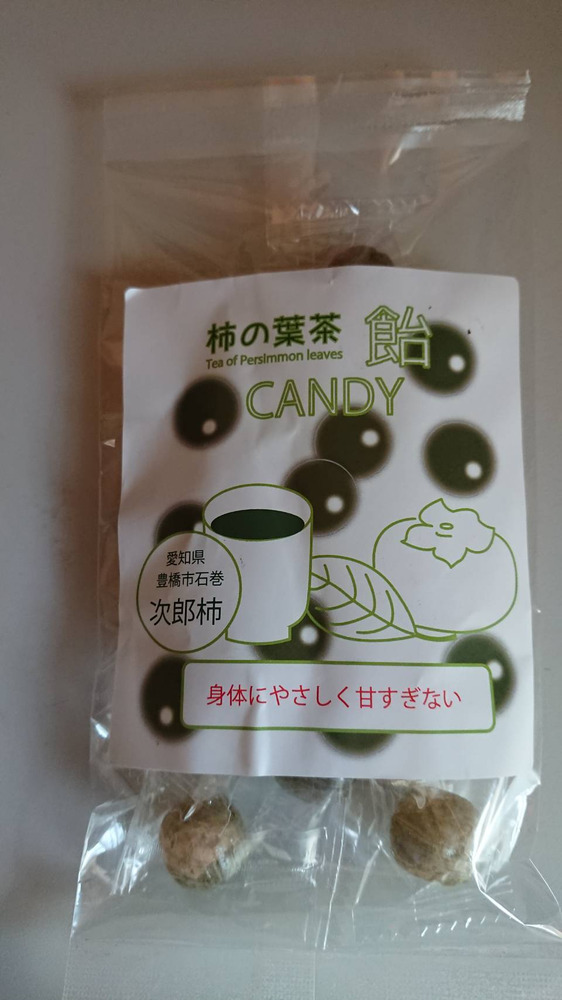 柿の葉茶 飴
Tea of Persimmon leaves
CANDY
愛知県
豊橋市石巻
次郎柿
身体にやさしく甘すぎない